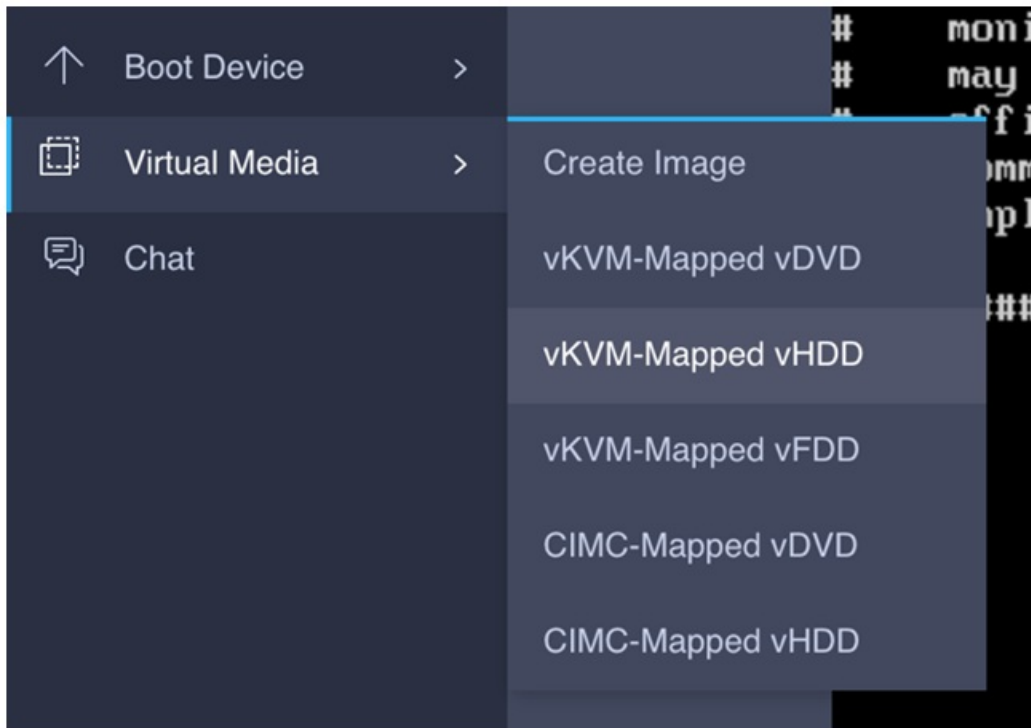 Boot Device
Virtual Media
Chat
Create Image
vKVM-Mapped vDVD
vKVM-Mapped vHDD
vKVM-Mapped vFDD
CIMC-Mapped vDVD
CIMC-Mapped vHDD
#
#
# may